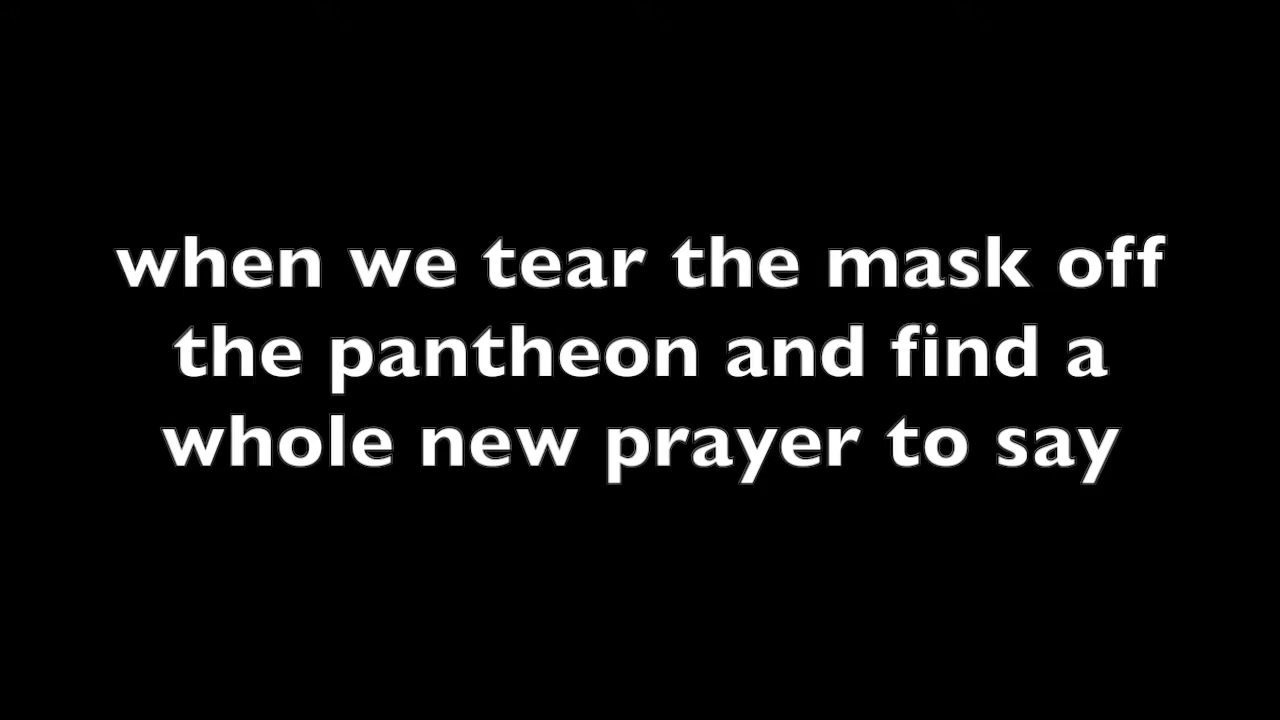 when we tear the mask off
the pantheon and find a
whole new prayer to say